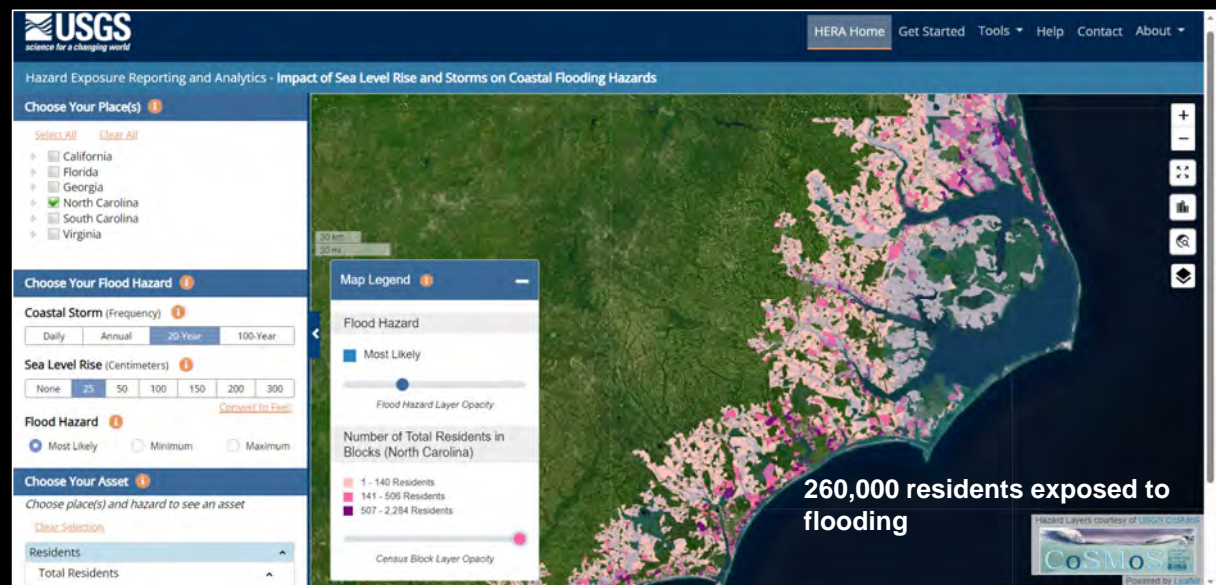 USGS
science for a changing world
HERA Home Get Started Tools Help Contact About
Hazard Exposure Reporting and Analytics - Impact of Sea Level Rise and Storms on Coastal Flooding Hazards
Choose Your Place(s)
Select All Clear All
California
Florida
Georgia
North Carolina
South Carolina
Virginia
Choose Your Flood Hazard
Coastal Storm (Frequency)
Daily Annual 20-Year 100-Year
Sea Level Rise (Centimeters)
None 25 50 100 150 200 300
Convert to Feet
Flood Hazard
Most Likely Minimum Maximum
Choose Your Asset
Choose place(s) and hazard to see an asset
Clear Selection
Residents
Total Residents
30 km
20 mi
Map Legend
Flood Hazard
Most Likely
Flood Hazard Layer Opacity
Number of Total Residents in
Blocks (North Carolina)
1 - 140 Residents
141 - 506 Residents
507 - 2,284 Residents
Census Block Layer Opacity
260,000 residents exposed to
flooding
Hazard Layers courtesy of USGS CoSMoS
CoSMoS
Powered by Leaflet